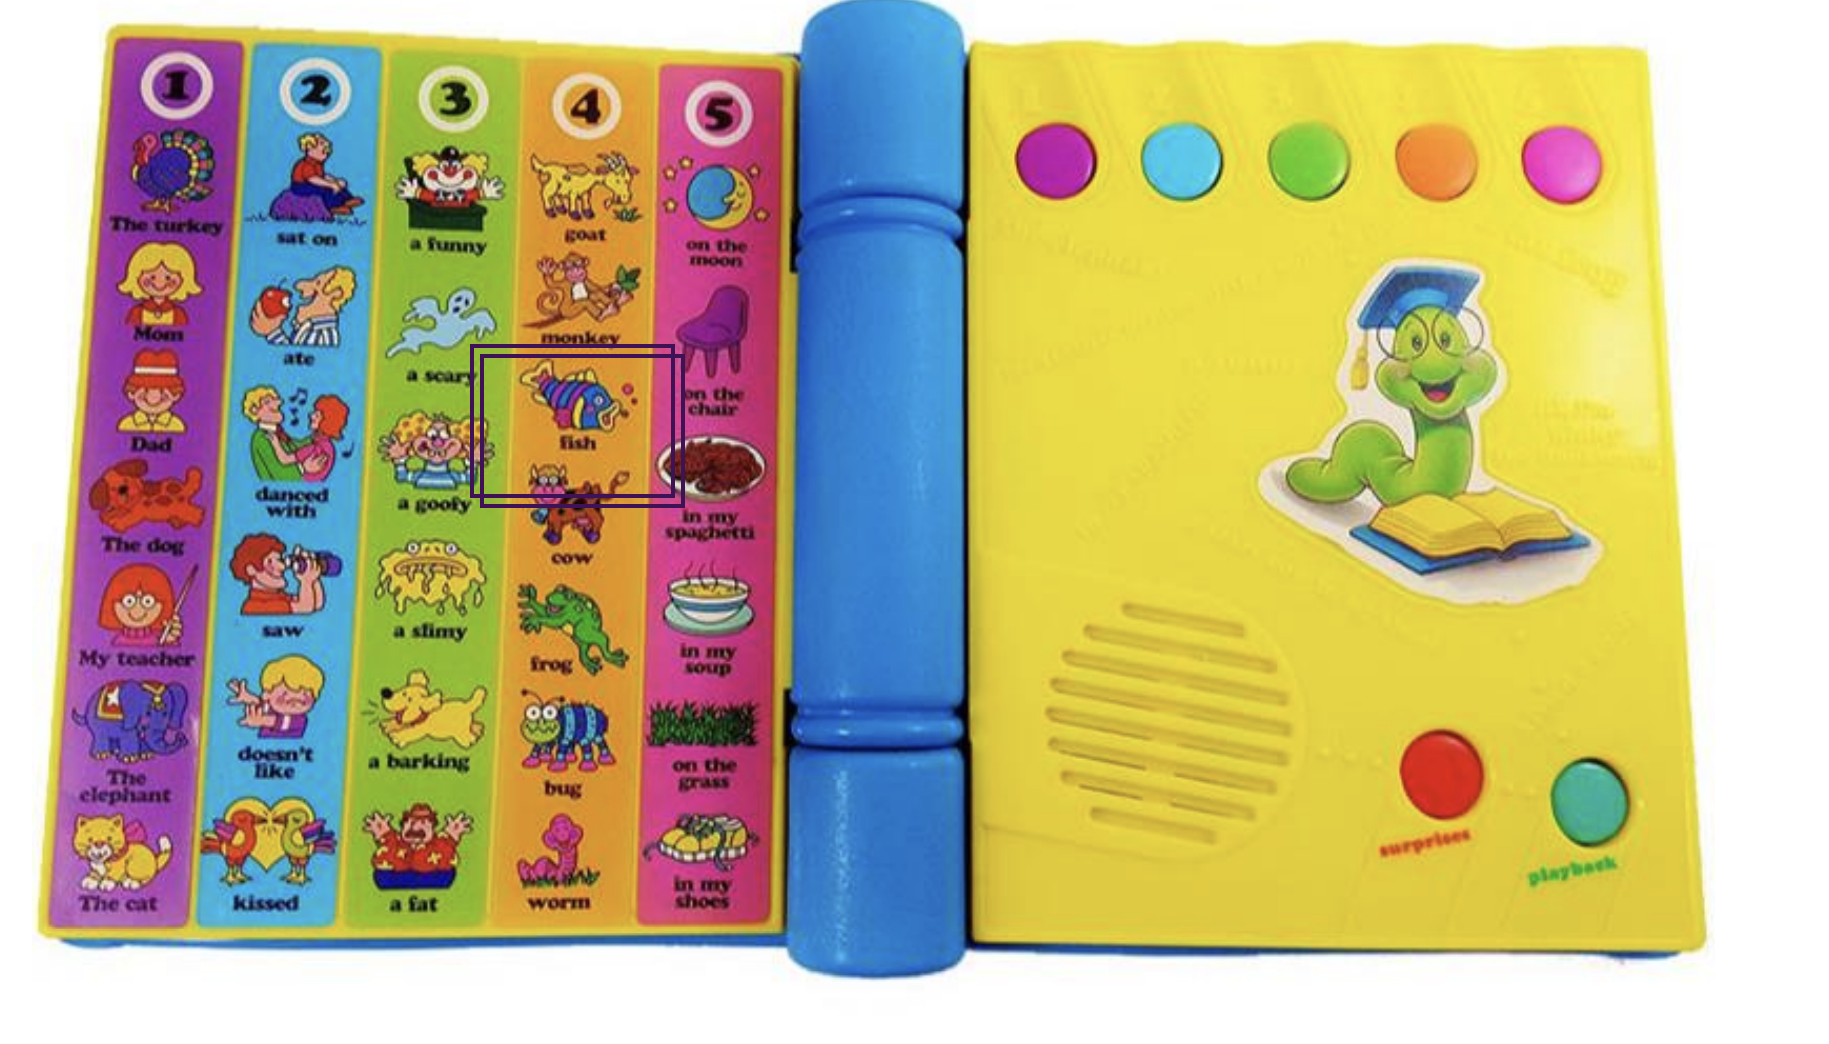 1
2
3
4
5
The turkey
Mom
Dad
The dog
My teacher
The
elephant
The cat
sat on
ate
danced
with
saw
doesn't
like
kissed
a funny
a scary
a goofy
a slimy
a barking
a fat
goat
monkey
fish
cow
frog
bug
worm
on the
moon
on the
chair
in my
spaghetti
in my
soup
on the
grass
in my
shoes
surprises
playback